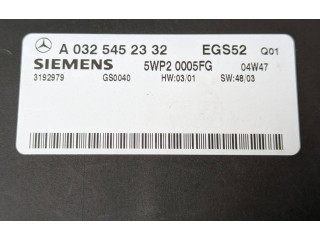 A 032 545 23 32 EGS52 Q01
SIEMENS 5WP2 0005FG 04W47
3192979 GS0040 HW:03/01 SW:48/03